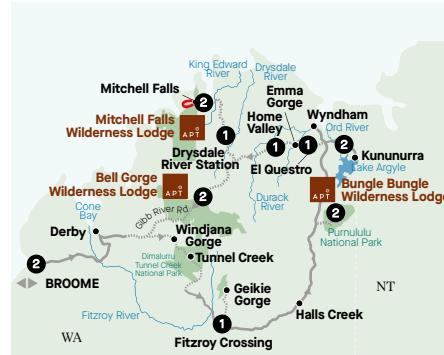 King Edward
River
Drysdale
River
Mitchell Falls
2
Emma
Gorge
Mitchell Falls
Wilderness Lodge
APT
Home
Valley
Wyndham
Ord River
1
1
1
2
Drysdale
River Station
El Questro
Kununurra
Lake Argyle
Bell Gorge
Wilderness Lodge
APT
2
Durack
River
APT
Bungle Bungle
Wilderness Lodge
2
Purnululu
National Park
Cone
Bay
Gibb River Rd
Derby
Windjana
Gorge
Tunnel Creek
Dimalurru
Tunnel Creek
National Park
2
BROOME
Geikie
Gorge
NT
WA
Fitzroy River
1
Fitzroy Crossing
Halls Creek